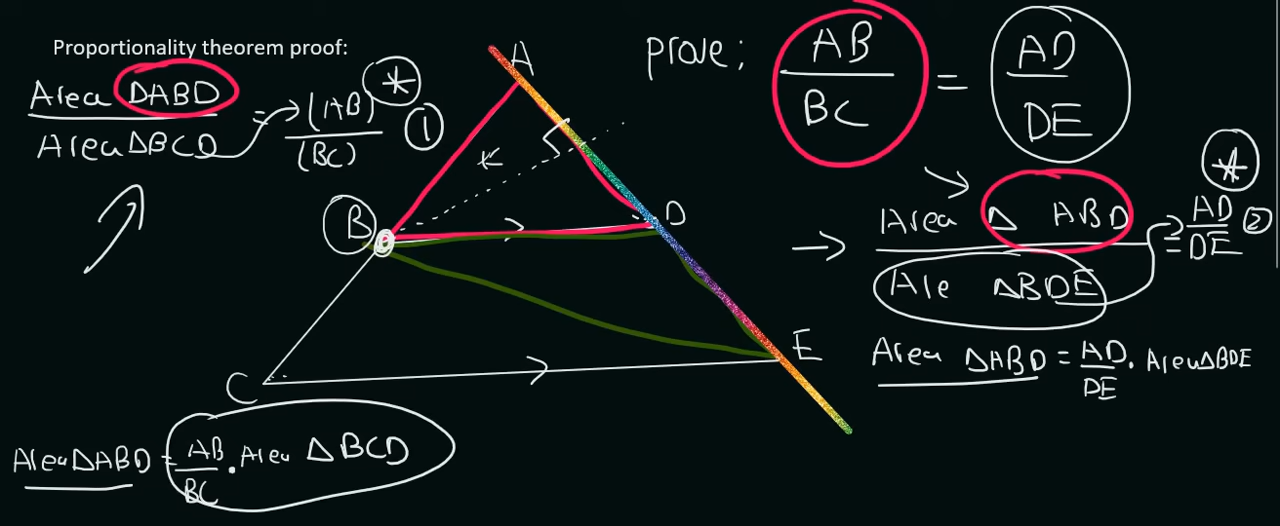 Proportionality theorem proof:
Area ΔABD / Area ΔBCD = (AB) / (BC) * ①
prove; AB / BC = AD / DE
A
K
B
D
C
E
→ Area Δ ABD / Are ΔBDE = AD / DE * ②
Area ΔABD = AD / DE . Area ΔBDE
Area ΔABD = AB / BC . Area ΔBCD